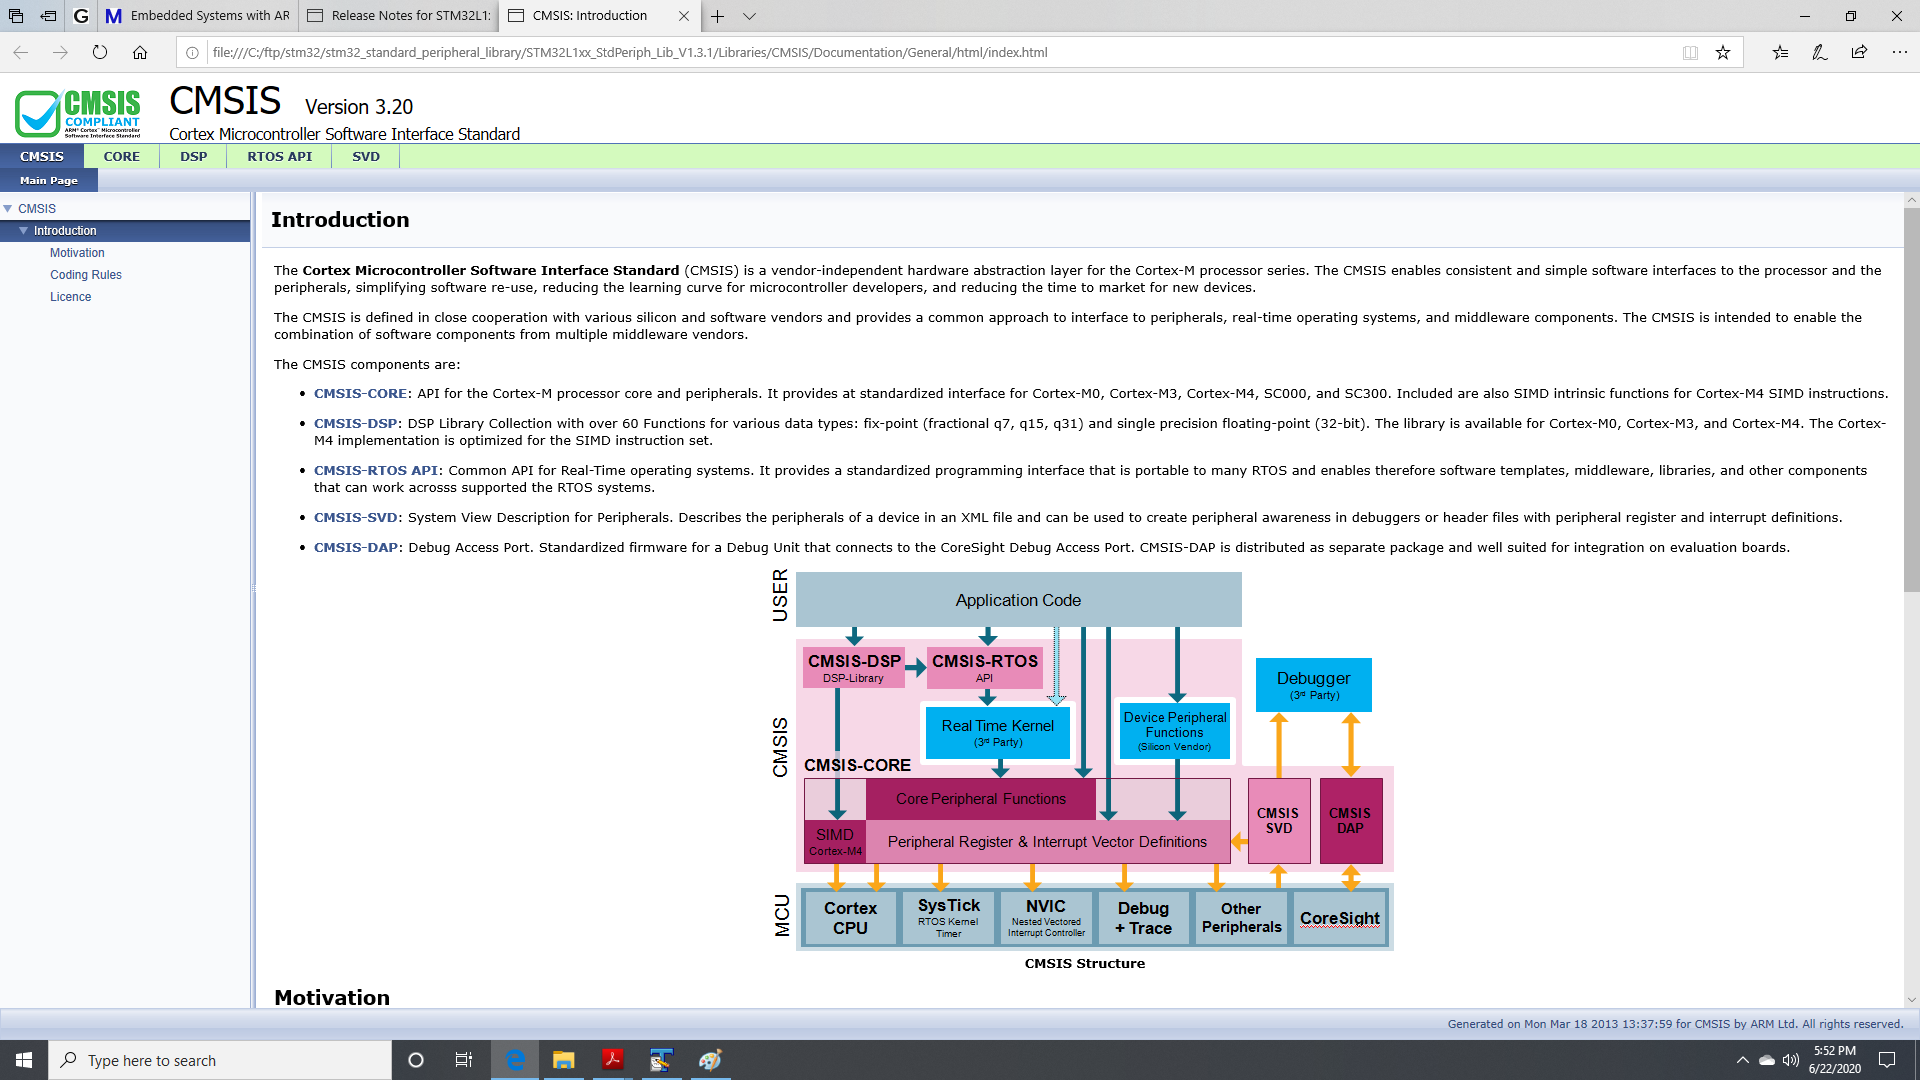 Embedded Systems with AR
Release Notes for STM32L1:
CMSIS: Introduction
file:///C:/ftp/stm32/stm32_standard_peripheral_library/STM32L1xx_StdPeriph_Lib_V1.3.1/Libraries/CMSIS/Documentation/General/html/index.html
CMSIS
COMPLIANT
ARM® Cortex™ Microcontroller
Software Interface Standard
CMSIS Version 3.20
Cortex Microcontroller Software Interface Standard
CMSIS CORE DSP RTOS API SVD
Main Page
CMSIS
Introduction
Motivation
Coding Rules
Licence
Introduction
The Cortex Microcontroller Software Interface Standard (CMSIS) is a vendor-independent hardware abstraction layer for the Cortex-M processor series. The CMSIS enables consistent and simple software interfaces to the processor and the
peripherals, simplifying software re-use, reducing the learning curve for microcontroller developers, and reducing the time to market for new devices.
The CMSIS is defined in close cooperation with various silicon and software vendors and provides a common approach to interface to peripherals, real-time operating systems, and middleware components. The CMSIS is intended to enable the
combination of software components from multiple middleware vendors.
The CMSIS components are:
• CMSIS-CORE: API for the Cortex-M processor core and peripherals. It provides at standardized interface for Cortex-M0, Cortex-M3, Cortex-M4, SC000, and SC300. Included are also SIMD intrinsic functions for Cortex-M4 SIMD instructions.
• CMSIS-DSP: DSP Library Collection with over 60 Functions for various data types: fix-point (fractional q7, q15, q31) and single precision floating-point (32-bit). The library is available for Cortex-M0, Cortex-M3, and Cortex-M4. The Cortex-
M4 implementation is optimized for the SIMD instruction set.
• CMSIS-RTOS API: Common API for Real-Time operating systems. It provides a standardized programming interface that is portable to many RTOS and enables therefore software templates, middleware, libraries, and other components
that can work acrosss supported the RTOS systems.
• CMSIS-SVD: System View Description for Peripherals. Describes the peripherals of a device in an XML file and can be used to create peripheral awareness in debuggers or header files with peripheral register and interrupt definitions.
• CMSIS-DAP: Debug Access Port. Standardized firmware for a Debug Unit that connects to the CoreSight Debug Access Port. CMSIS-DAP is distributed as separate package and well suited for integration on evaluation boards.
USER
Application Code
CMSIS
CMSIS-DSP
DSP-Library
CMSIS-RTOS
API
Real Time Kernel
(3rd Party)
Device Peripheral
Functions
(Silicon Vendor)
Debugger
(3rd Party)
CMSIS-CORE
Core Peripheral Functions
SIMD
Cortex-M4
Peripheral Register & Interrupt Vector Definitions
CMSIS
SVD
CMSIS
DAP
MCU
Cortex
CPU
SysTick
RTOS Kernel
Timer
NVIC
Nested Vectored
Interrupt Controller
Debug
+ Trace
Other
Peripherals
CoreSight
CMSIS Structure
Motivation
Generated on Mon Mar 18 2013 13:37:59 for CMSIS by ARM Ltd. All rights reserved.
Type here to search
5:52 PM
6/22/2020